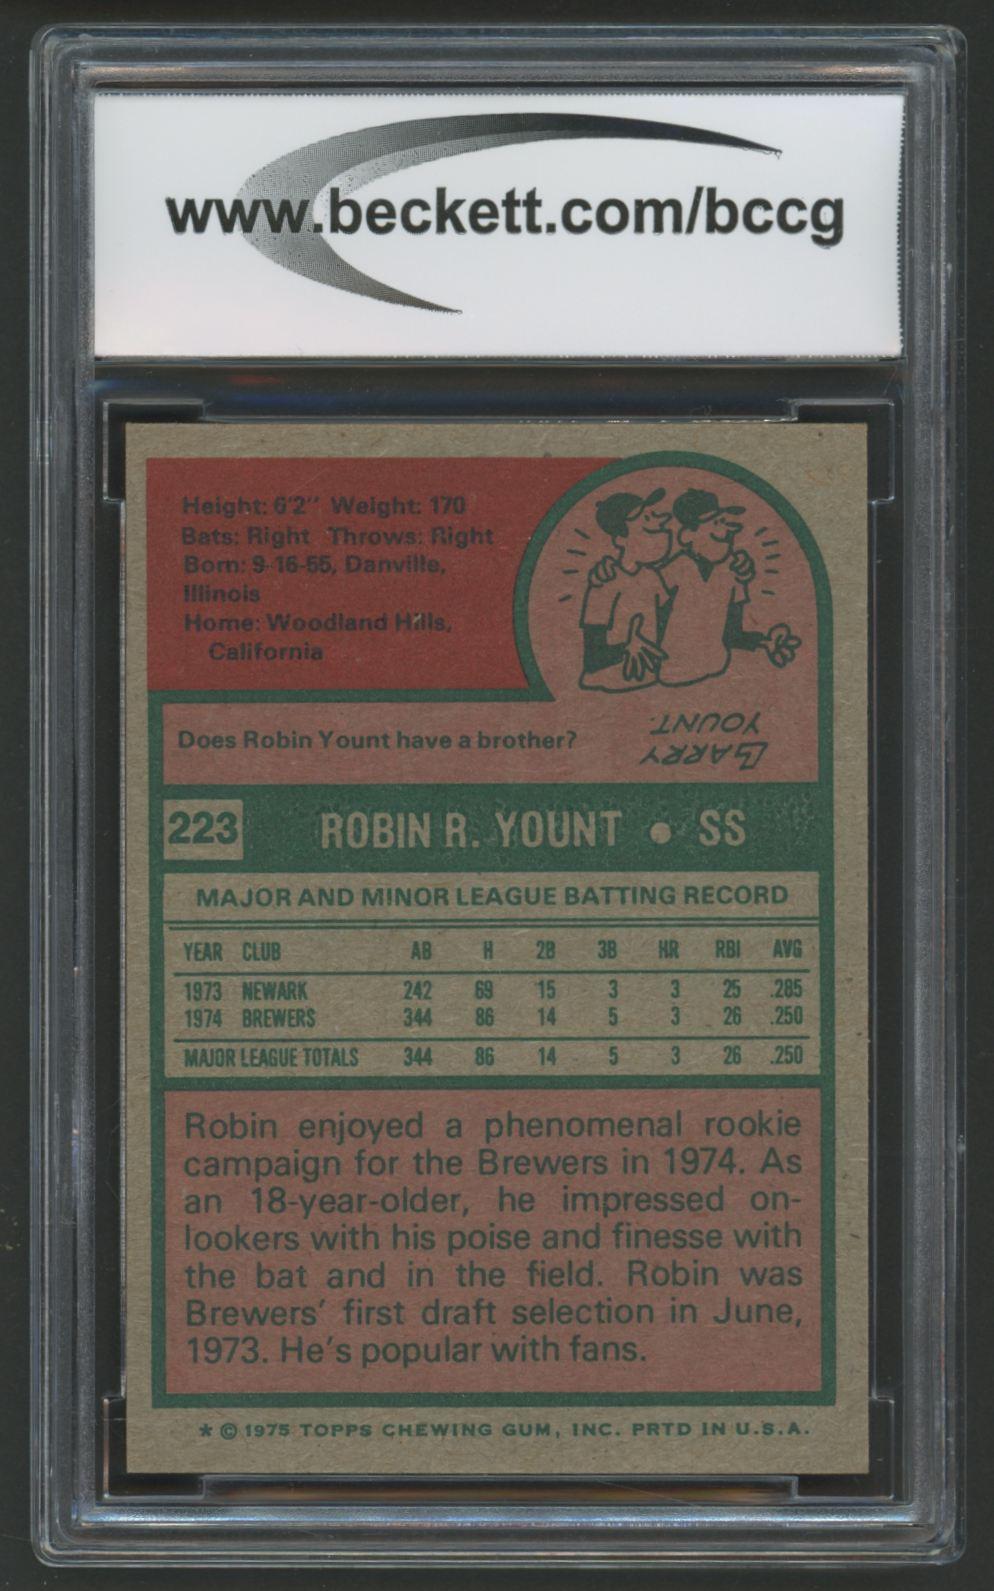 www.beckett.com/bccg
Height: 6'2" Weight: 170
Bats: Right Throws: Right
Born: 9-16-55, Danville,
Illinois
Home: Woodland Hills,
California
Does Robin Yount have a brother?
LARRY
YOUNT.
223 ROBIN R. YOUNT • SS
MAJOR AND MINOR LEAGUE BATTING RECORD
YEAR CLUB AB H 2B 3B HR RBI AVG
1973 NEWARK 242 69 15 3 3 25 .285
1974 BREWERS 344 86 14 5 3 26 .250
MAJOR LEAGUE TOTALS 344 86 14 5 3 26 .250
Robin enjoyed a phenomenal rookie
campaign for the Brewers in 1974. As
an 18-year-older, he impressed on-
lookers with his poise and finesse with
the bat and in the field. Robin was
Brewers' first draft selection in June,
1973. He's popular with fans.
* © 1975 TOPPS CHEWING GUM, INC. PRTD IN U.S.A.